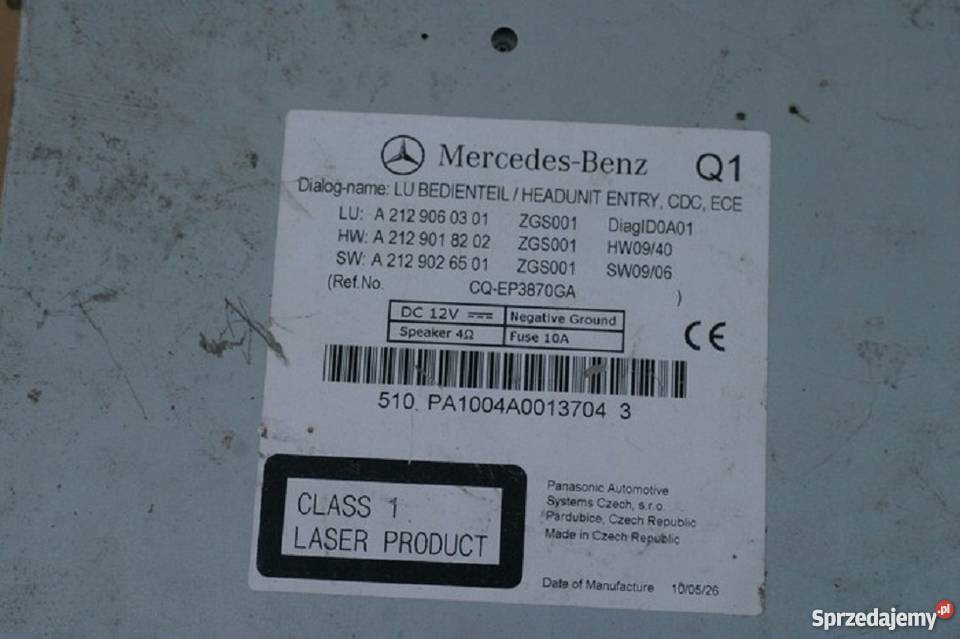 Mercedes-Benz Q1
Dialog-name: LU BEDIENTEIL / HEADUNIT ENTRY, CDC, ECE
LU: A 212 906 03 01 ZGS001 DiagID0A01
HW: A 212 901 82 02 ZGS001 HW09/40
SW: A 212 902 65 01 ZGS001 SW09/06
(Ref.No. CQ-EP3870GA )
DC 12V Negative Ground
Speaker 4Ω Fuse 10A
CE
510 PA1004A0013704 3
CLASS 1
LASER PRODUCT
Panasonic Automotive
Systems Czech, s.r.o.
Pardubice, Czech Republic
Made in Czech Republic
Date of Manufacture 10/05/26
Sprzedajemy.pl